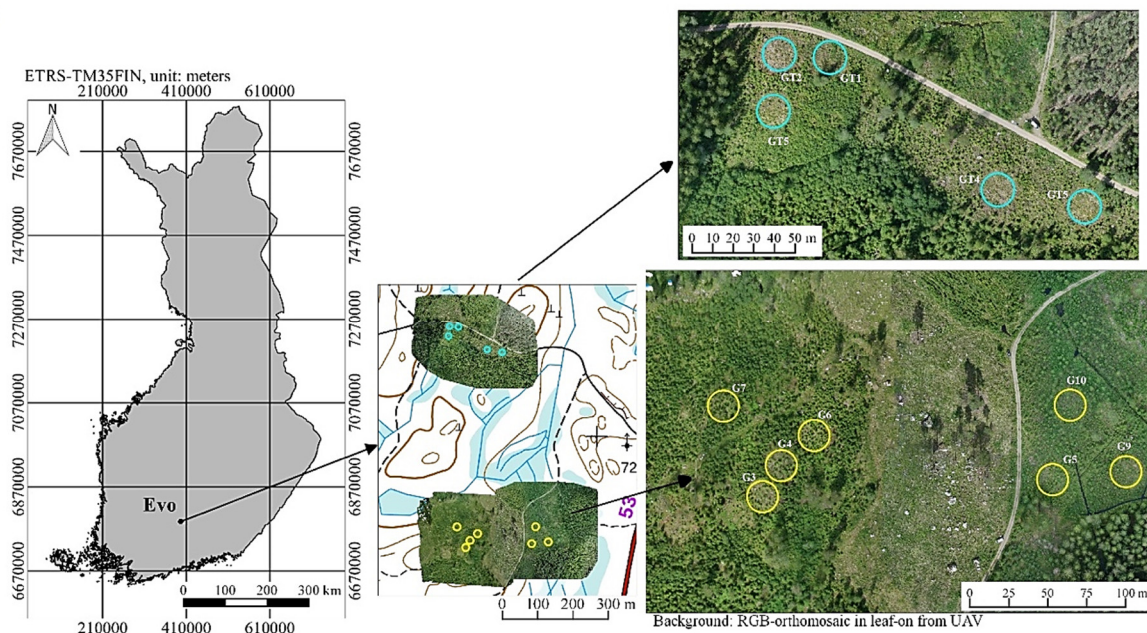 ETRS-TM35FIN, unit: meters
210000 410000 610000
N
7670000 7670000
7470000 7470000
7270000 7270000
7070000 7070000
6870000 6870000
6670000 6670000
Evo
0 100 200 300 km
210000 410000 610000
72
53
0 100 200 300 m
GT2 GT1
GT5
GT4 GT5
0 10 20 30 40 50 m
G7
G6
G4
G3
G10
G5 G9
0 50 100 m
Background: RGB-orthomosaic in leaf-on from UAV